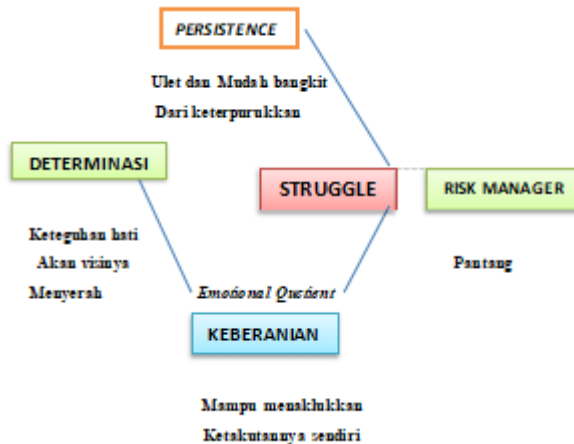 PERSISTENCE
Ulet dan Mudah bangkit
Dari keterpurukkan
DETERMINASI
STRUGGLE
RISK MANAGER
Keteguhan hati
Akan visinya
Pantang
Menyerah
Emotional Quetient
KEBERANIAN
Mampu menaklukkan
Ketakutannya sendiri